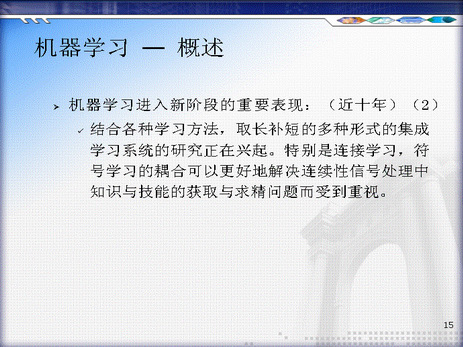 机器学习 — 概述
机器学习进入新阶段的重要表现：（近十年）（2）
结合各种学习方法，取长补短的多种形式的集成
学习系统的研究正在兴起。特别是连接学习，符
号学习的耦合可以更好地解决连续性信号处理中
知识与技能的获取与求精问题而受到重视。
15